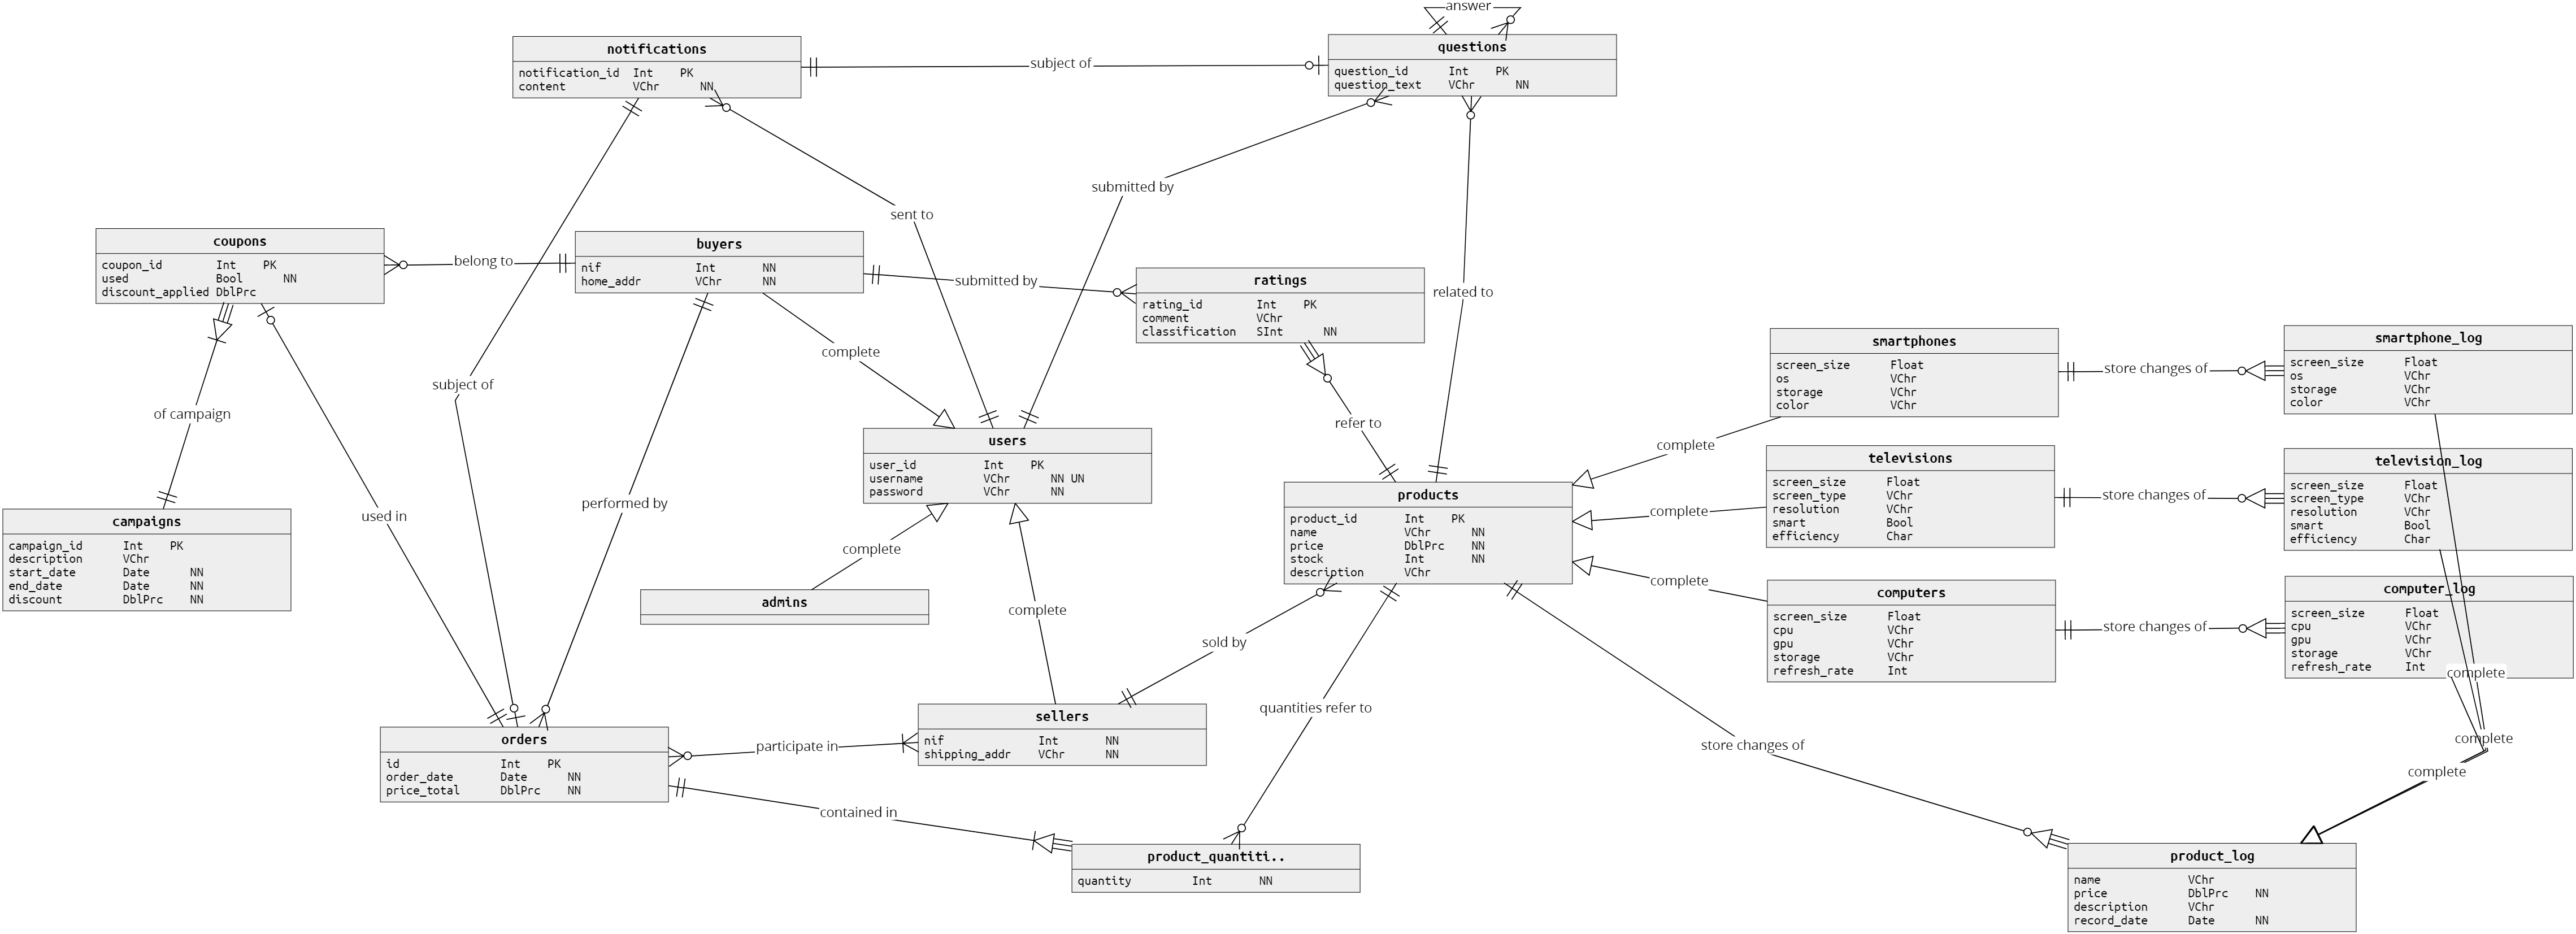 answer
notifications
notification_id Int PK
content VChr NN
subject of
questions
question_id Int PK
question_text VChr NN
submitted by
sent to
coupons
coupon_id Int PK
used Bool NN
discount_applied DblPrc
belong to
buyers
nif Int NN
home_addr VChr NN
submitted by
ratings
rating_id Int PK
comment VChr
classification SInt NN
related to
smartphones
screen_size Float
os VChr
storage VChr
color VChr
store changes of
smartphone_log
screen_size Float
os VChr
storage VChr
color VChr
complete
subject of
of campaign
refer to
complete
users
user_id Int PK
username VChr NN UN
password VChr NN
televisions
screen_size Float
screen_type VChr
resolution VChr
smart Bool
efficiency Char
store changes of
television_log
screen_size Float
screen_type VChr
resolution VChr
smart Bool
efficiency Char
campaigns
campaign_id Int PK
description VChr
start_date Date NN
end_date Date NN
discount DblPrc NN
used in
performed by
products
product_id Int PK
name VChr NN
price DblPrc NN
stock Int NN
description VChr
complete
complete
complete
admins
complete
computers
screen_size Float
cpu VChr
gpu VChr
storage VChr
refresh_rate Int
store changes of
computer_log
screen_size Float
cpu VChr
gpu VChr
storage VChr
refresh_rate Int
complete
sold by
quantities refer to
sellers
nif Int NN
shipping_addr VChr NN
orders
id Int PK
order_date Date NN
price_total DblPrc NN
participate in
store changes of
complete
complete
contained in
product_quantiti..
quantity Int NN
product_log
name VChr
price DblPrc NN
description VChr
record_date Date NN